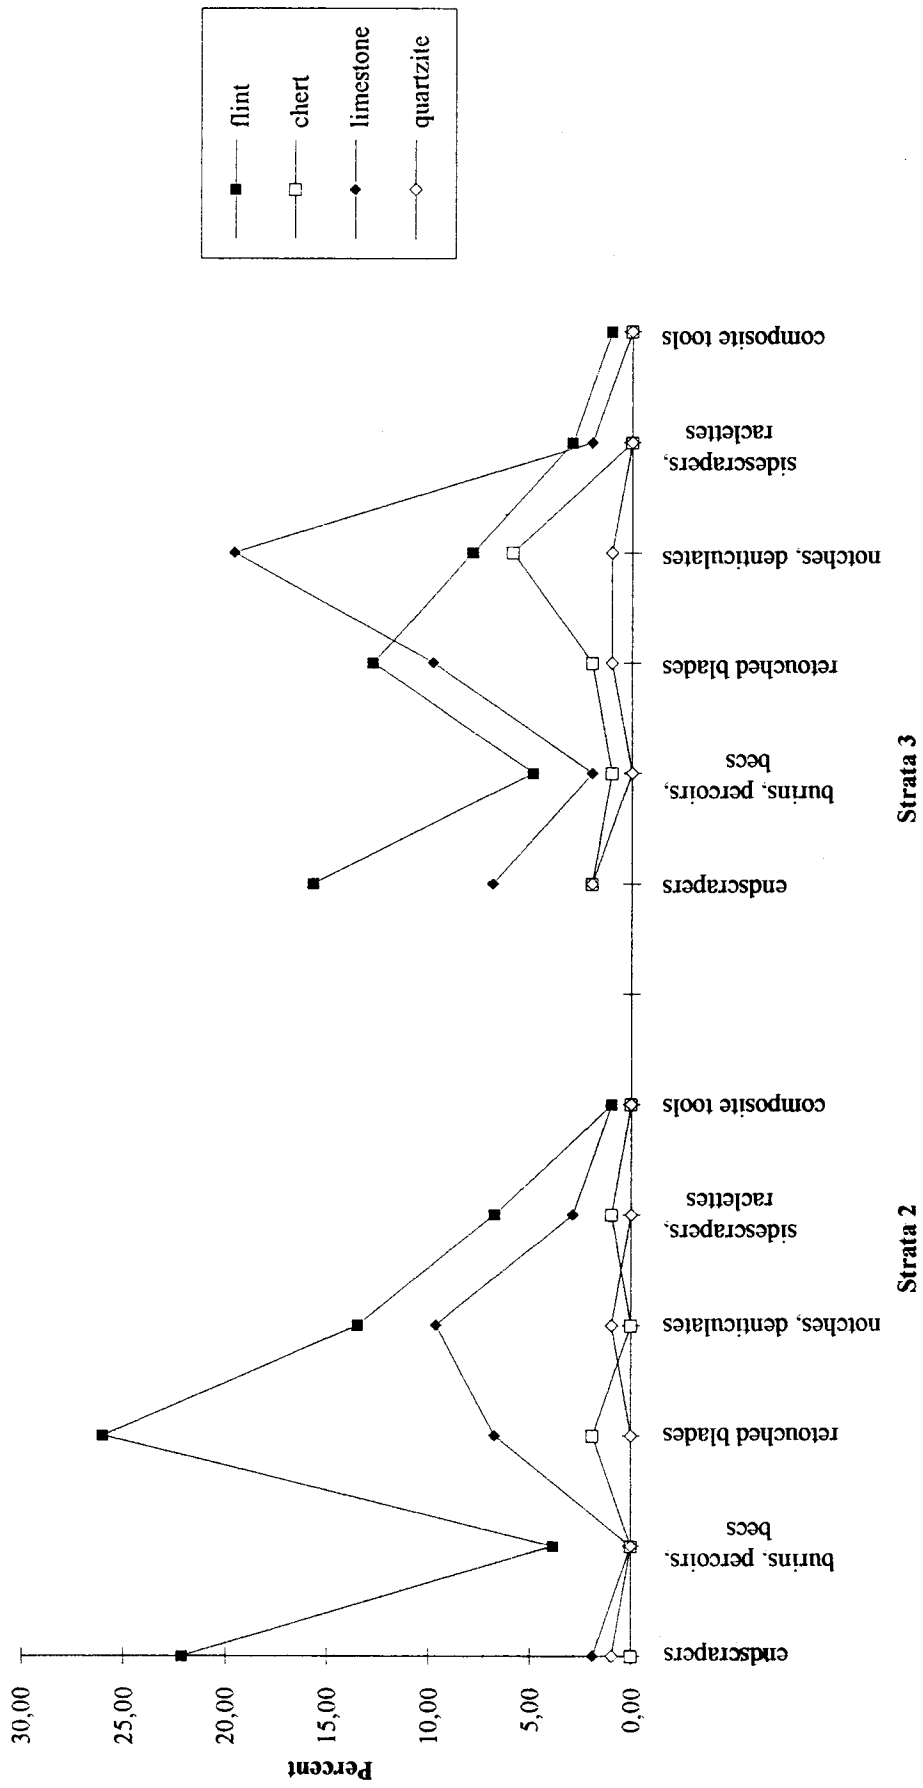 30,00
25,00
20,00
15,00
10,00
5,00
0,00
Percent
endscrapers
burins, percoirs,
becs
retouched blades
notches, denticulates
sidescrapers,
raclettes
composite tools
Strata 2
endscrapers
burins, percoirs,
becs
retouched blades
notches, denticulates
sidescrapers,
raclettes
composite tools
Strata 3
flint
chert
limestone
quartzite